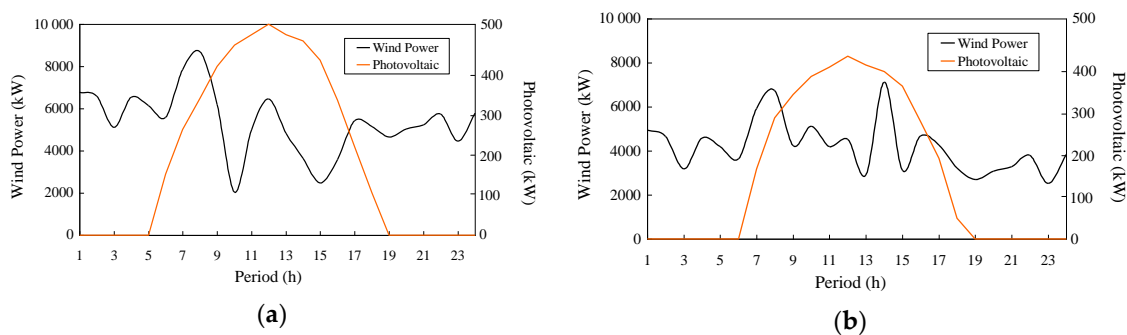 10 000
8000
6000
4000
2000
0
Wind Power (kW)
500
400
300
200
100
0
Photovoltaic (kW)
Wind Power
Photovoltaic
1 3 5 7 9 11 13 15 17 19 21 23
Period (h)
(a)
10 000
8000
6000
4000
2000
0
Wind Power (kW)
500
400
300
200
100
0
Photovoltaic (kW)
Wind Power
Photovoltaic
1 3 5 7 9 11 13 15 17 19 21 23
Period (h)
(b)